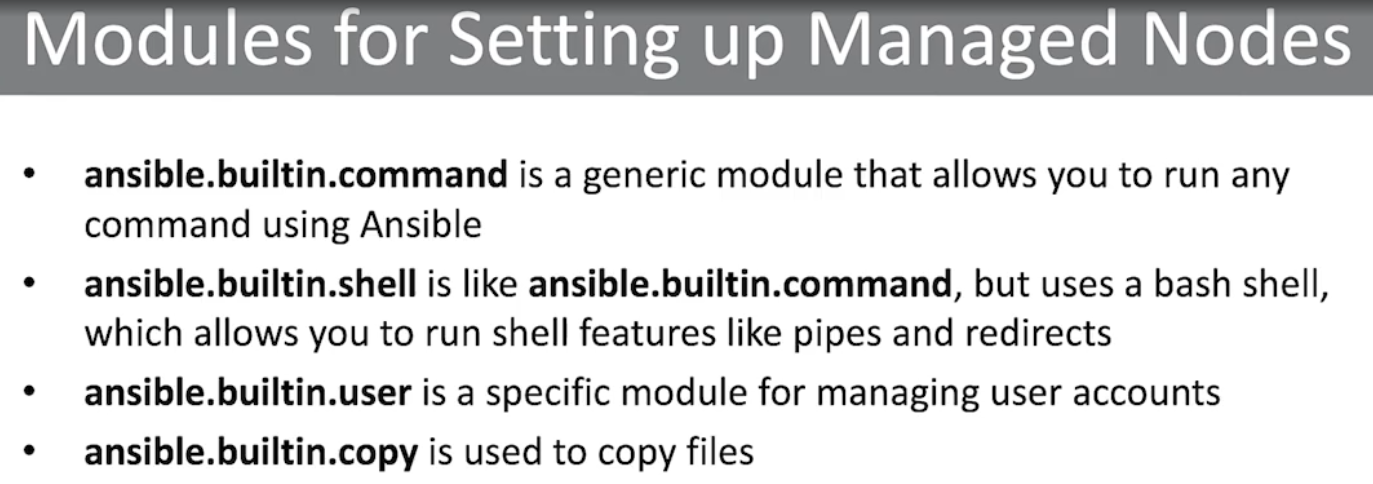 Modules for Setting up Managed Nodes
• ansible.builtin.command is a generic module that allows you to run any
command using Ansible
• ansible.builtin.shell is like ansible.builtin.command, but uses a bash shell,
which allows you to run shell features like pipes and redirects
• ansible.builtin.user is a specific module for managing user accounts
• ansible.builtin.copy is used to copy files